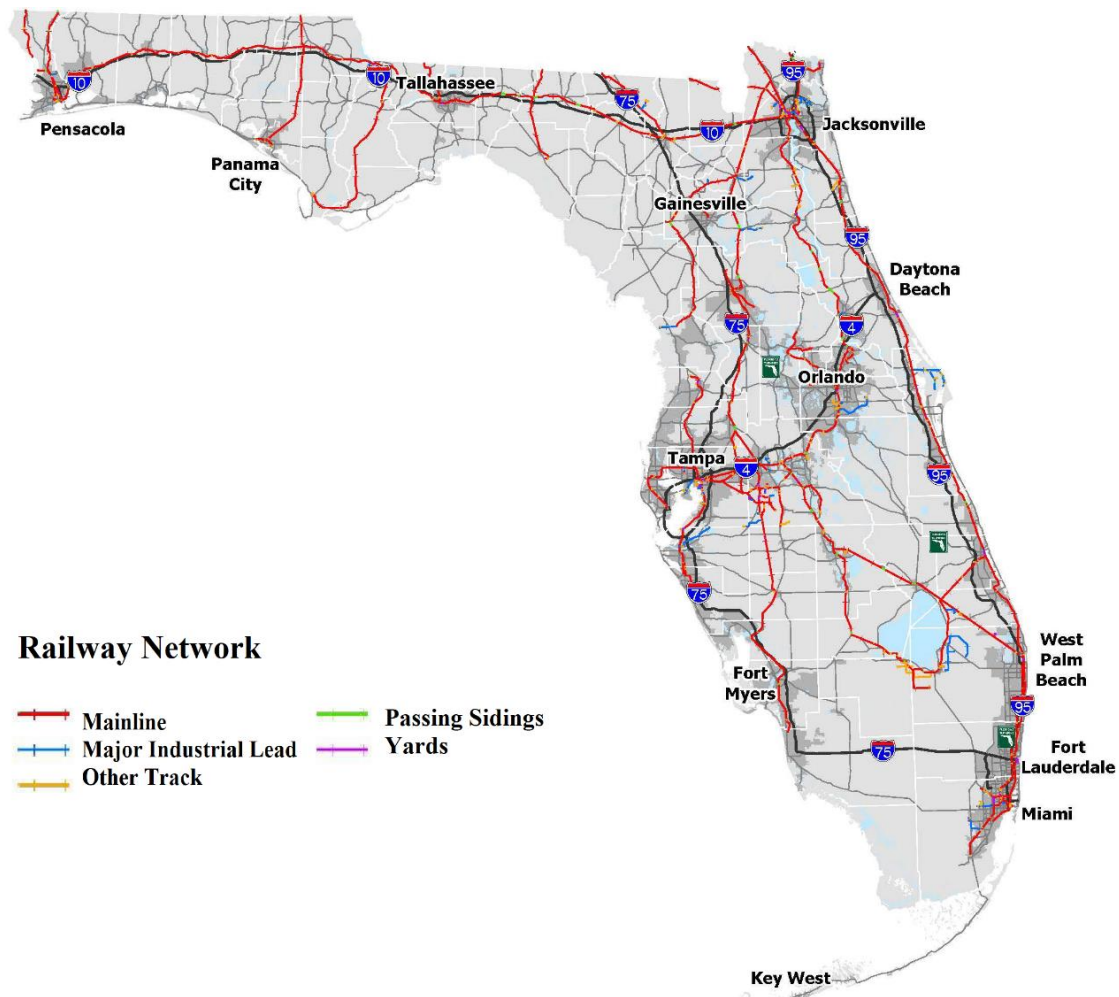 10
Pensacola
Panama
City
10
Tallahassee
75
10
95
Jacksonville
Gainesville
95
Daytona
Beach
75
4
Orlando
Tampa
4
95
75
Fort
Myers
West
Palm
Beach
95
75
Fort
Lauderdale
Miami
Key West
Railway Network
Mainline
Major Industrial Lead
Other Track
Passing Sidings
Yards